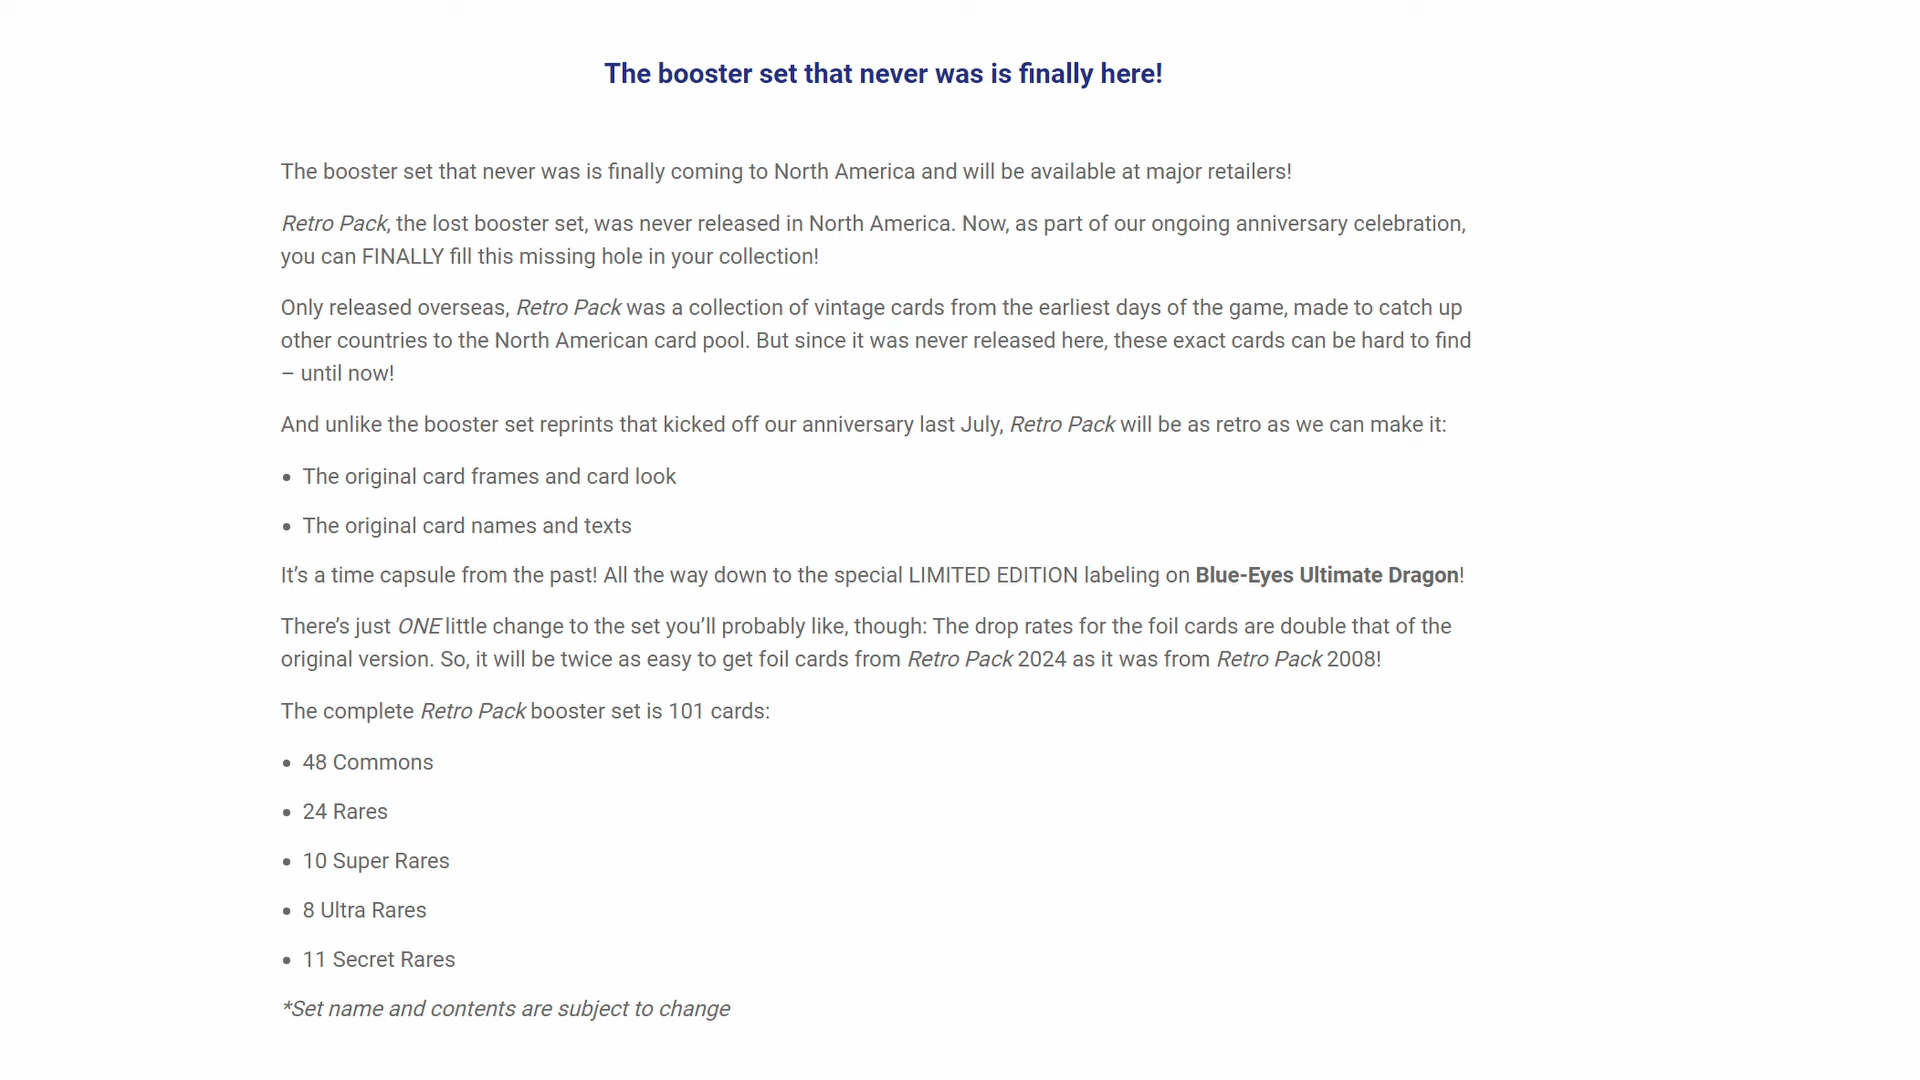 The booster set that never was is finally here!
The booster set that never was is finally coming to North America and will be available at major retailers!
Retro Pack, the lost booster set, was never released in North America. Now, as part of our ongoing anniversary celebration,
you can FINALLY fill this missing hole in your collection!
Only released overseas, Retro Pack was a collection of vintage cards from the earliest days of the game, made to catch up
other countries to the North American card pool. But since it was never released here, these exact cards can be hard to find
– until now!
And unlike the booster set reprints that kicked off our anniversary last July, Retro Pack will be as retro as we can make it:
• The original card frames and card look
• The original card names and texts
It’s a time capsule from the past! All the way down to the special LIMITED EDITION labeling on Blue-Eyes Ultimate Dragon!
There’s just ONE little change to the set you’ll probably like, though: The drop rates for the foil cards are double that of the
original version. So, it will be twice as easy to get foil cards from Retro Pack 2024 as it was from Retro Pack 2008!
The complete Retro Pack booster set is 101 cards:
• 48 Commons
• 24 Rares
• 10 Super Rares
• 8 Ultra Rares
• 11 Secret Rares
*Set name and contents are subject to change